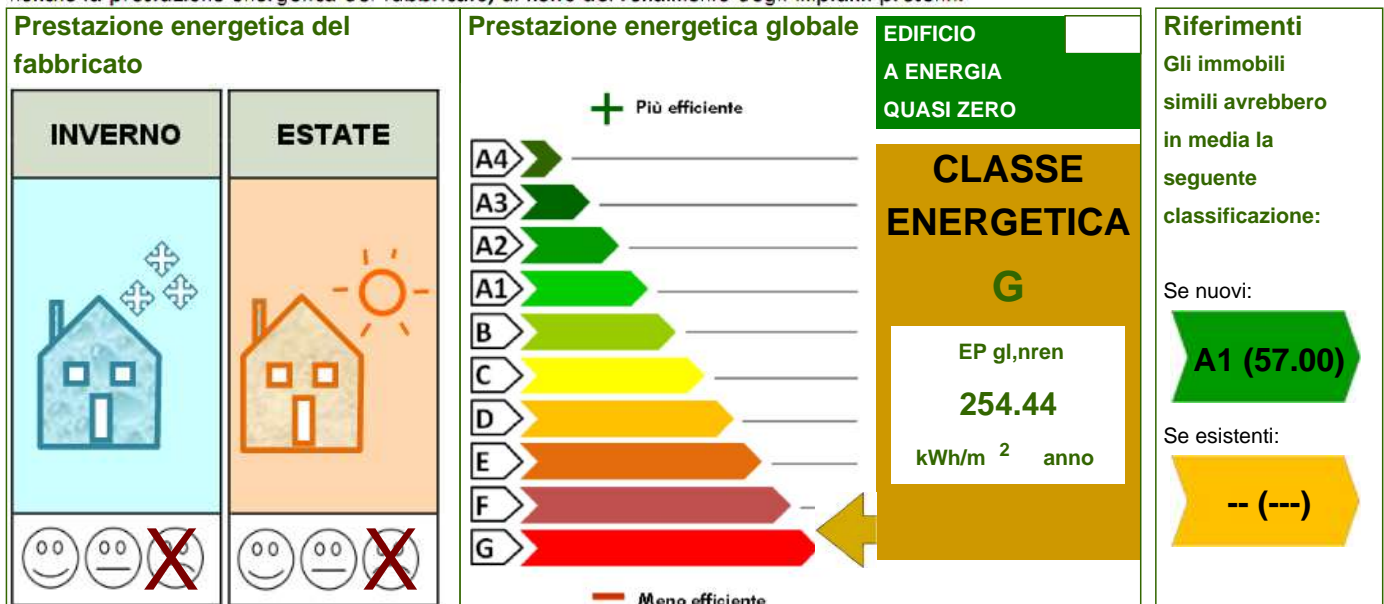 Prestazione energetica del
fabbricato
INVERNO
ESTATE
Prestazione energetica globale
Più efficiente
A4
A3
A2
A1
B
C
D
E
F
G
Meno efficiente
EDIFICIO
A ENERGIA
QUASI ZERO
CLASSE
ENERGETICA
G
EP gl,nren
254.44
kWh/m 2 anno
Riferimenti
Gli immobili
simili avrebbero
in media la
seguente
classificazione:
Se nuovi:
A1 (57.00)
Se esistenti:
-- (---)